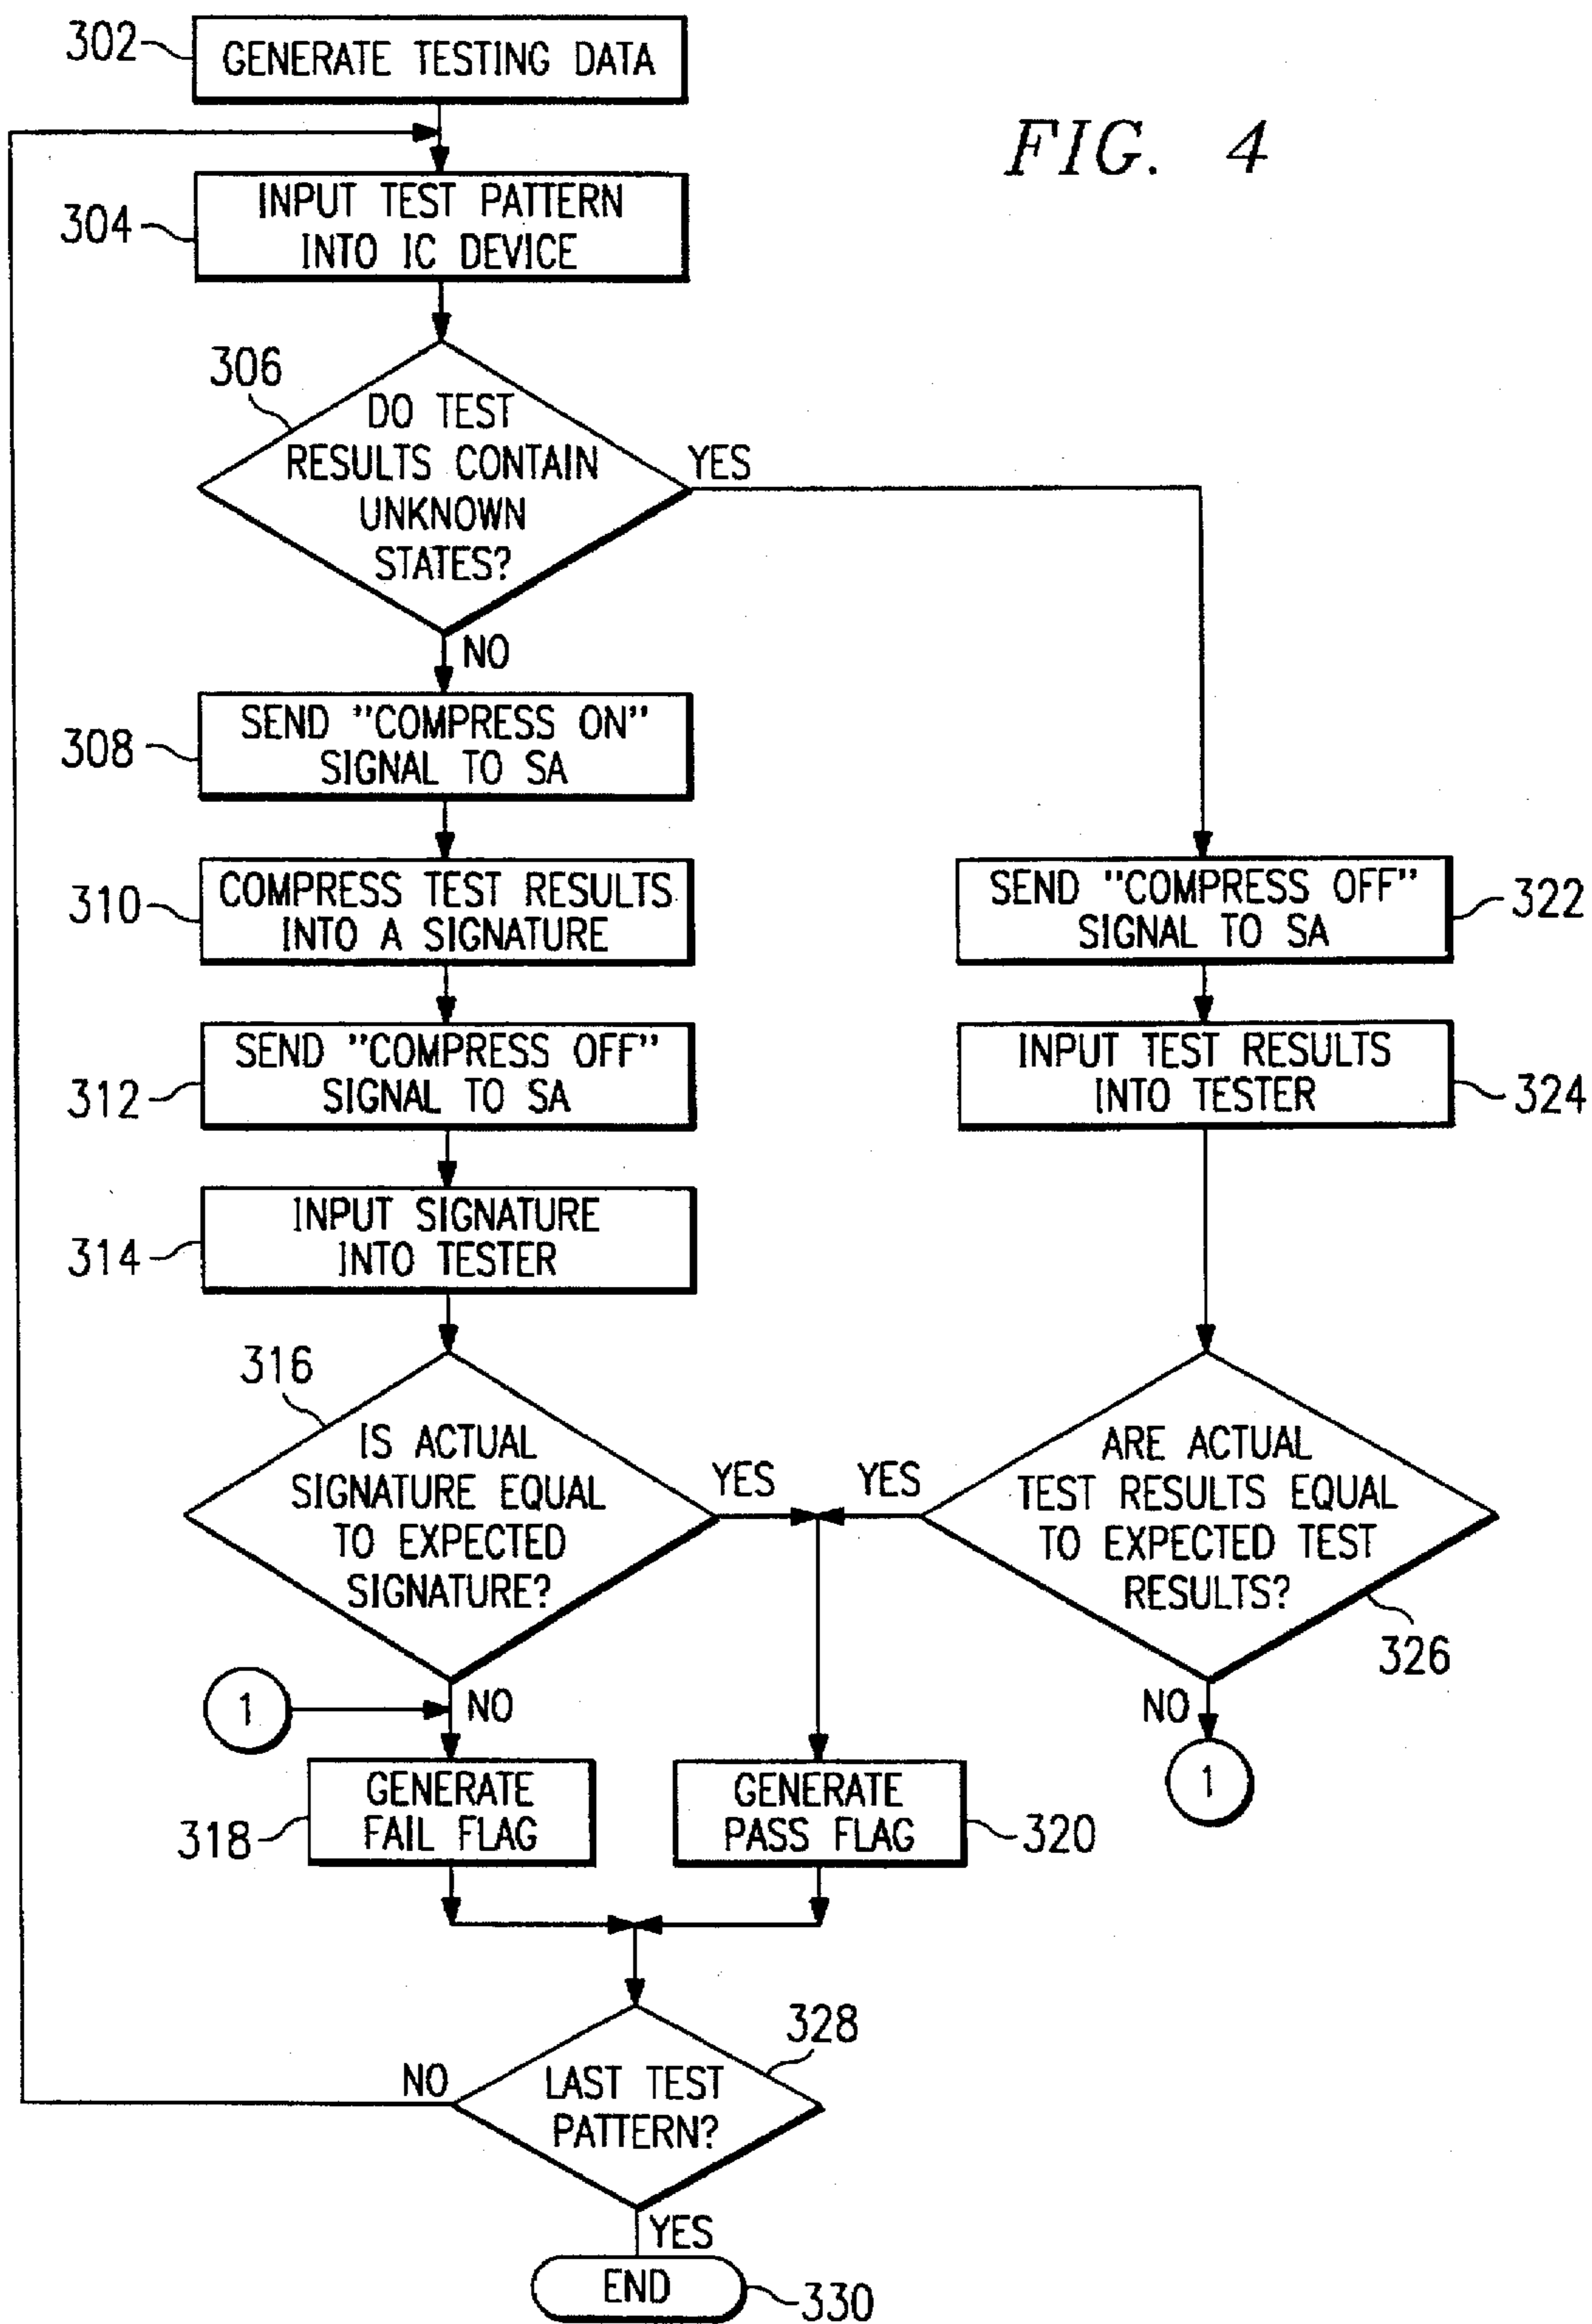 302
GENERATE TESTING DATA
FIG. 4
304
INPUT TEST PATTERN
INTO IC DEVICE
306
DO TEST
RESULTS CONTAIN
UNKNOWN
STATES?
YES
NO
308
SEND "COMPRESS ON"
SIGNAL TO SA
310
COMPRESS TEST RESULTS
INTO A SIGNATURE
SEND "COMPRESS OFF"
SIGNAL TO SA
322
312
SEND "COMPRESS OFF"
SIGNAL TO SA
INPUT TEST RESULTS
INTO TESTER
324
314
INPUT SIGNATURE
INTO TESTER
316
IS ACTUAL
SIGNATURE EQUAL
TO EXPECTED
SIGNATURE?
YES
YES
ARE ACTUAL
TEST RESULTS EQUAL
TO EXPECTED TEST
RESULTS?
326
1
NO
NO
1
318
GENERATE
FAIL FLAG
GENERATE
PASS FLAG
320
328
NO
LAST TEST
PATTERN?
YES
END
330